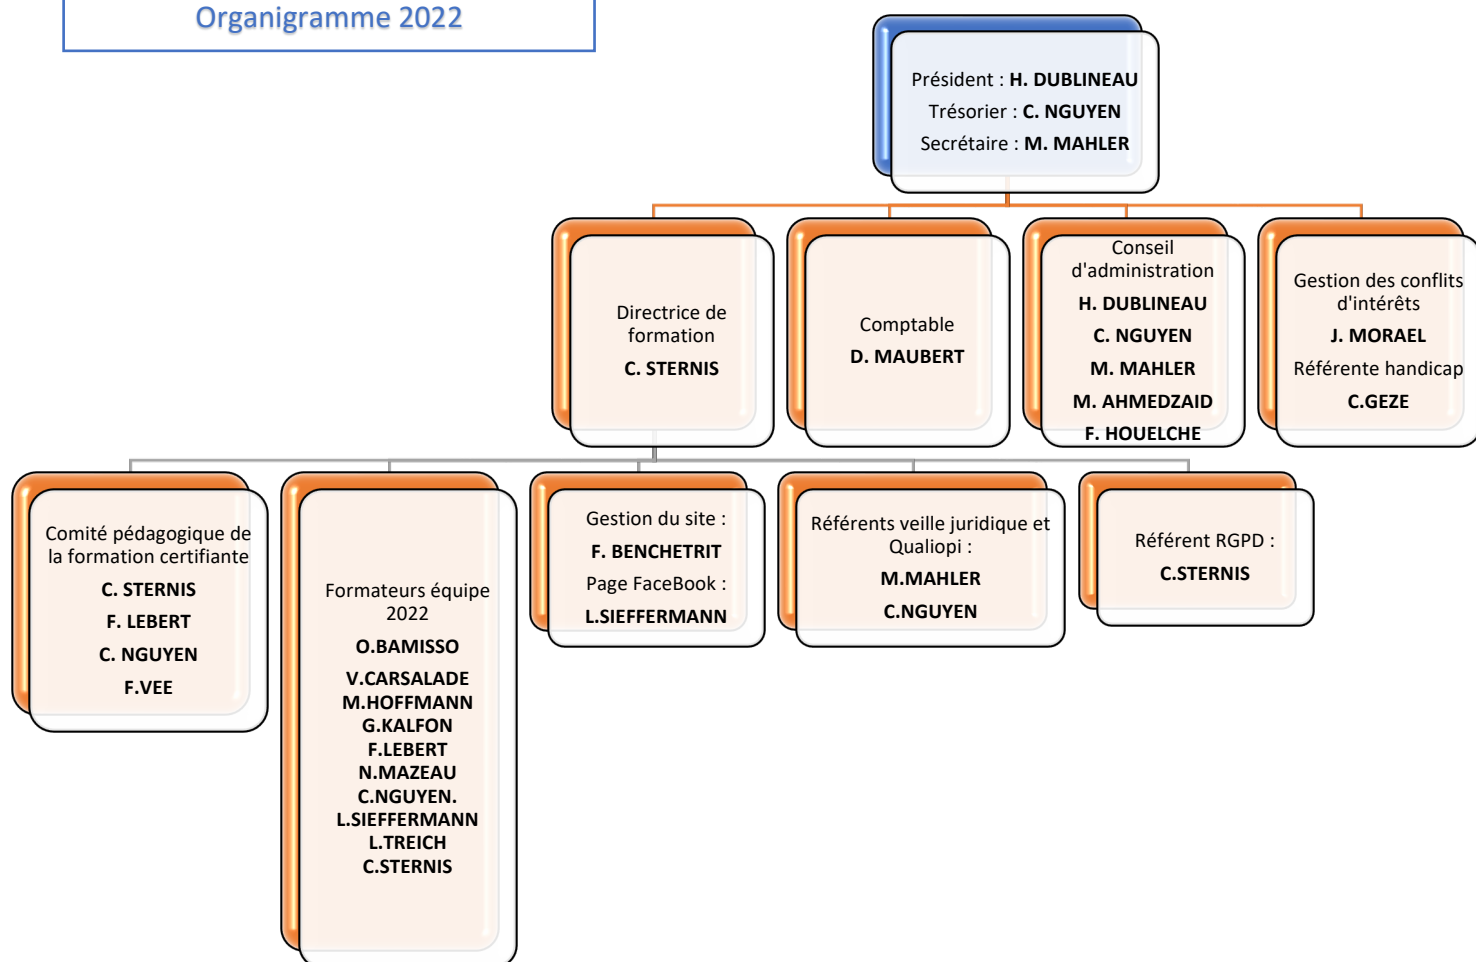 Organigramme 2022
Président : H. DUBLINEAU
Trésorier : C. NGUYEN
Secrétaire : M. MAHLER
Directrice de
formation
C. STERNIS
Comptable
D. MAUBERT
Conseil
d'administration
H. DUBLINEAU
C. NGUYEN
M. MAHLER
M. AHMEDZAID
F. HOUELCHE
Gestion des conflits
d'intérêts
J. MORAEL
Référente handicap
C.GEZE
Comité pédagogique de
la formation certifiante
C. STERNIS
F. LEBERT
C. NGUYEN
F.VEE
Formateurs équipe
2022
O.BAMISSO
V.CARSALADE
M.HOFFMANN
G.KALFON
F.LEBERT
N.MAZEAU
C.NGUYEN.
L.SIEFFERMANN
L.TREICH
C.STERNIS
Gestion du site :
F. BENCHETRIT
Page FaceBook :
L.SIEFFERMANN
Référents veille juridique et
Qualiopi :
M.MAHLER
C.NGUYEN
Référent RGPD :
C.STERNIS